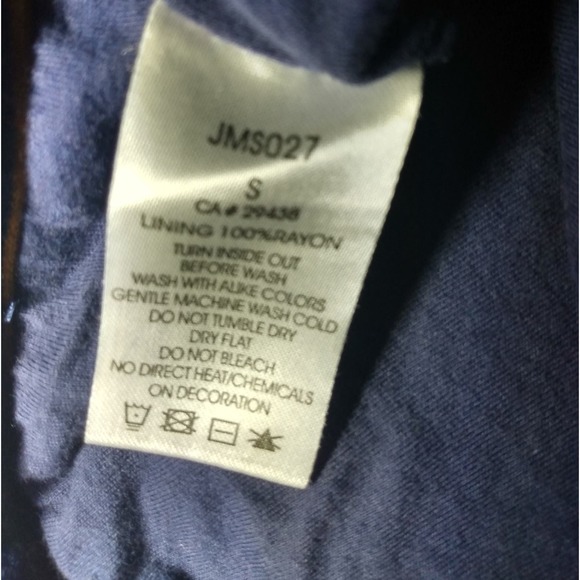 JMS027
S
CA# 29438
LINING 100%RAYON
TURN INSIDE OUT
BEFORE WASH
WASH WITH ALIKE COLORS
GENTLE MACHINE WASH COLD
DO NOT TUMBLE DRY
DRY FLAT
DO NOT BLEACH
NO DIRECT HEAT/CHEMICALS
ON DECORATION